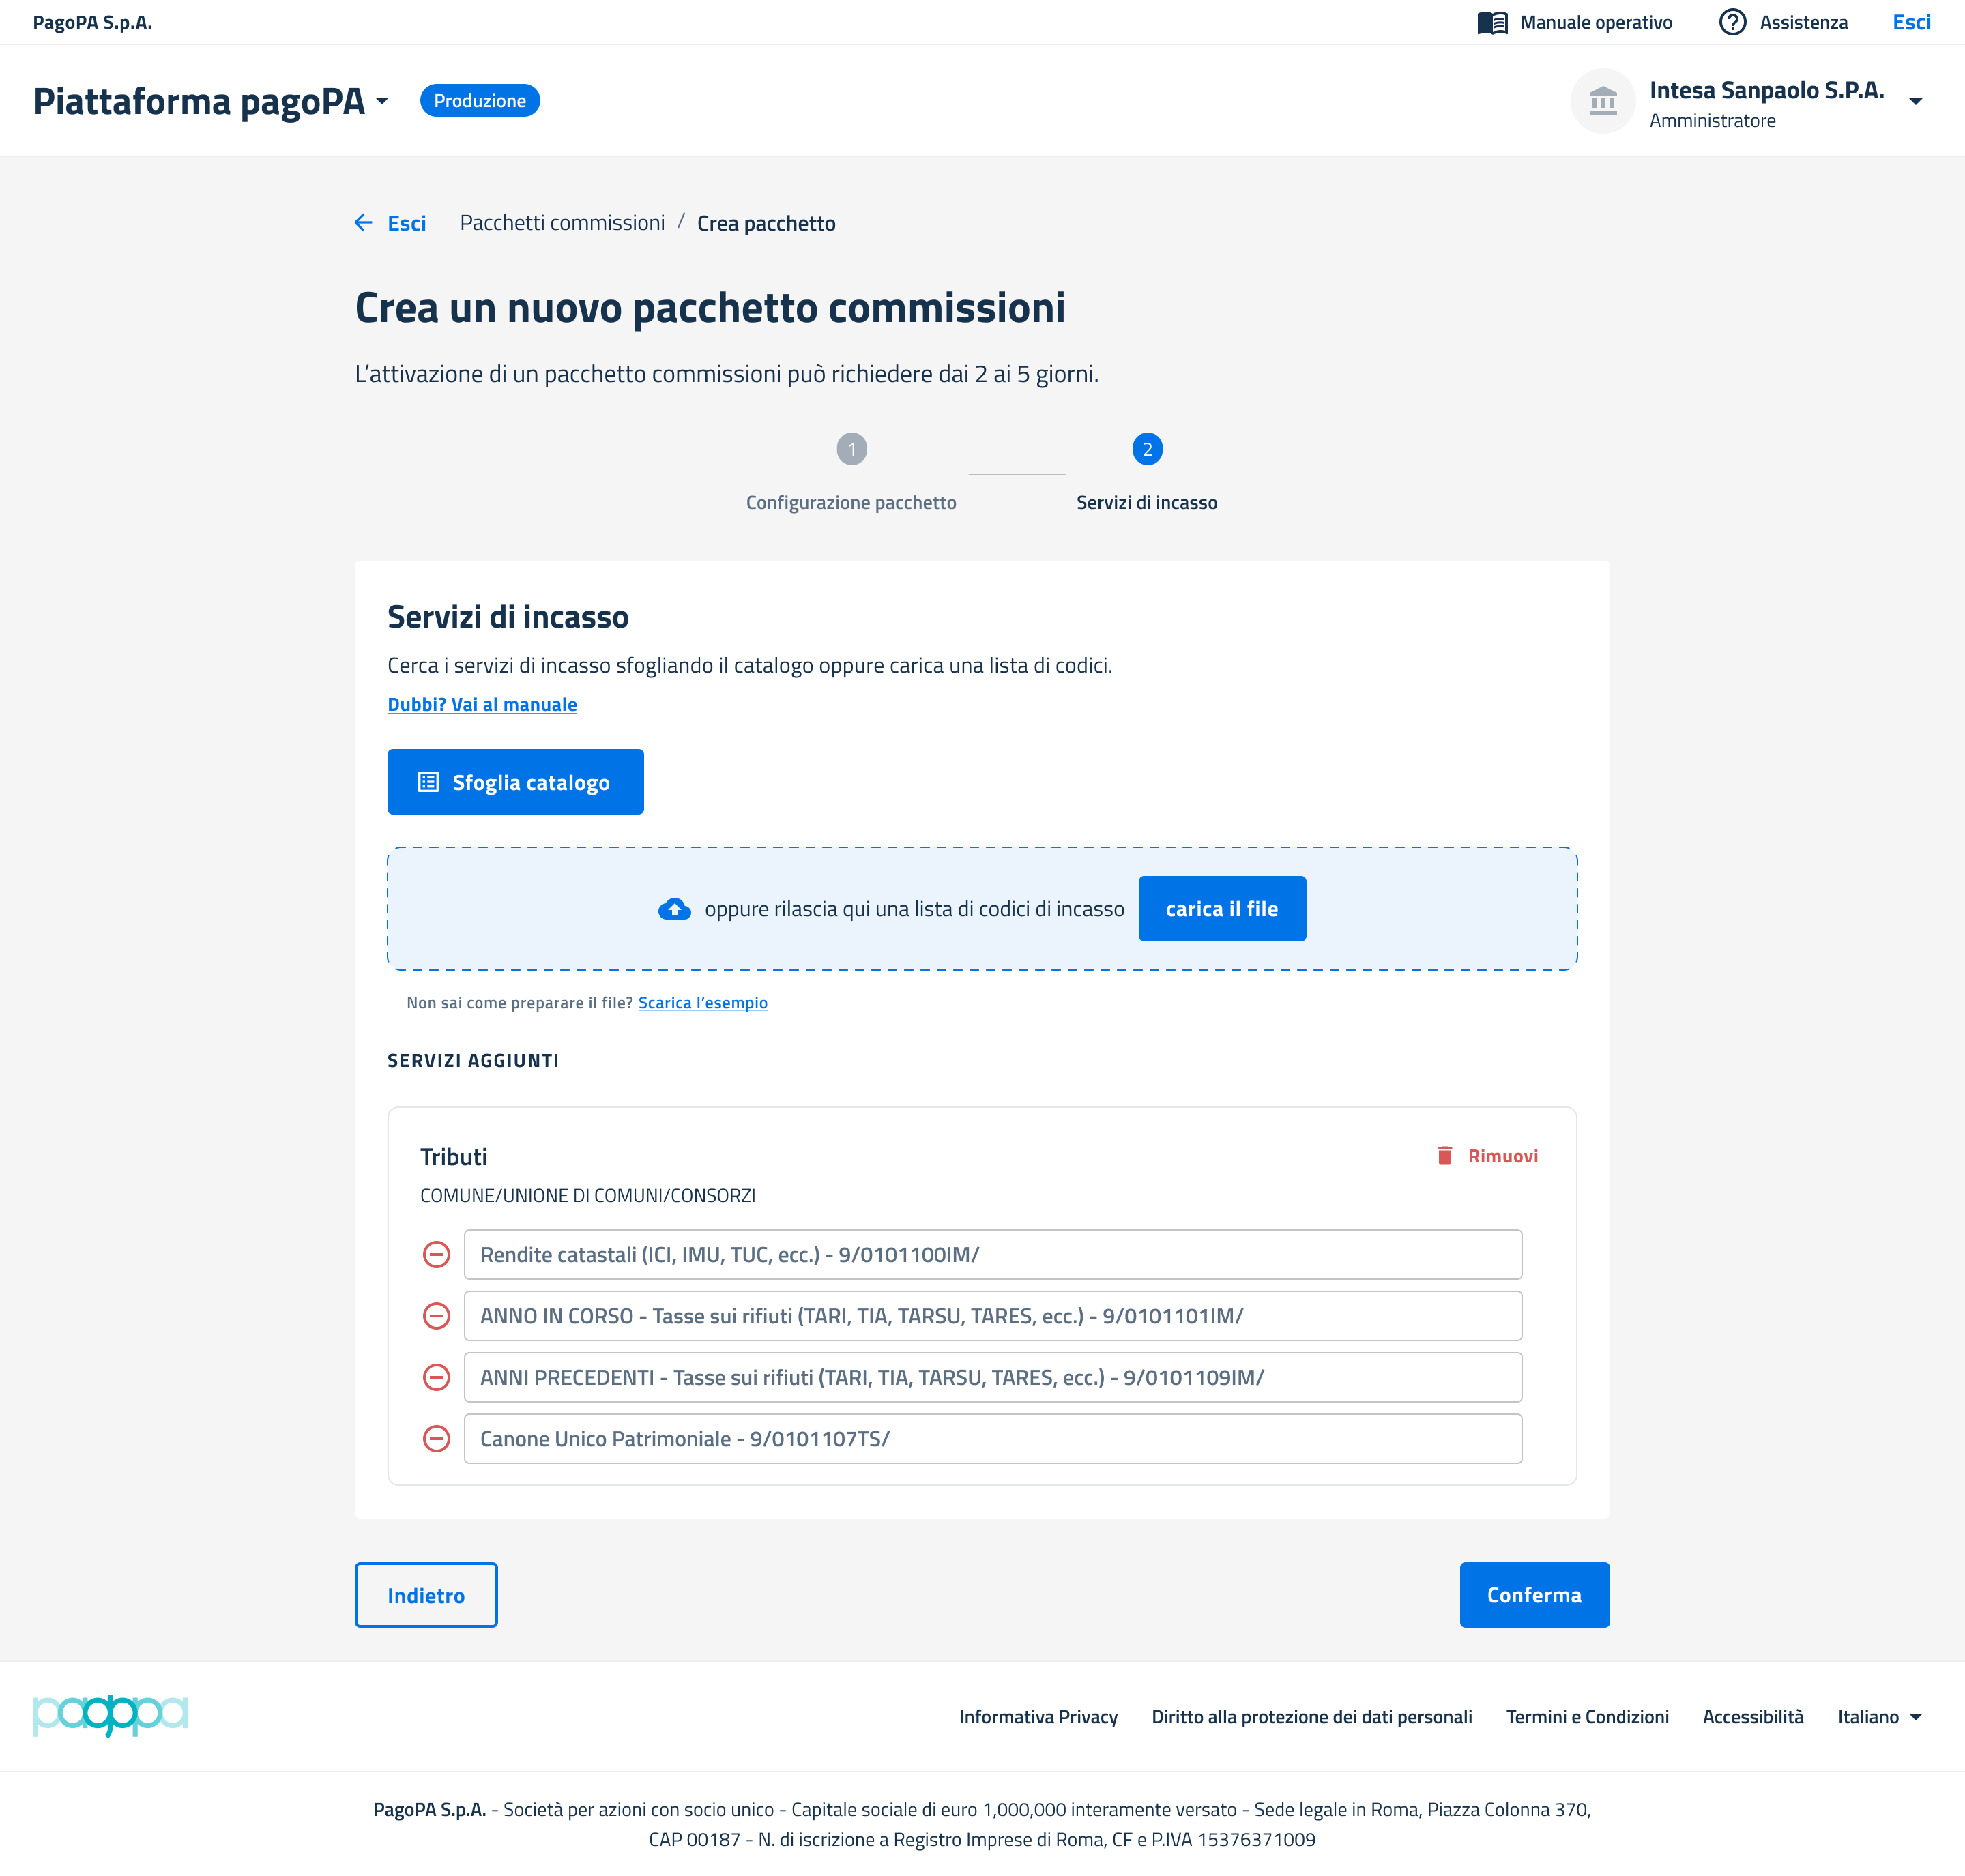 PagoPA S.p.A.
Manuale operativo
Assistenza
Esci
Piattaforma pagoPA
Produzione
Intesa Sanpaolo S.P.A.
Amministratore
Esci
Pacchetti commissioni / Crea pacchetto
Crea un nuovo pacchetto commissioni
L’attivazione di un pacchetto commissioni può richiedere dai 2 ai 5 giorni.
1
2
Configurazione pacchetto
Servizi di incasso
Servizi di incasso
Cerca i servizi di incasso sfogliando il catalogo oppure carica una lista di codici.
Dubbi? Vai al manuale
Sfoglia catalogo
oppure rilascia qui una lista di codici di incasso
carica il file
Non sai come preparare il file? Scarica l’esempio
SERVIZI AGGIUNTI
Tributi
Rimuovi
COMUNE/UNIONE DI COMUNI/CONSORZI
Rendite catastali (ICI, IMU, TUC, ecc.) - 9/0101100IM/
ANNO IN CORSO - Tasse sui rifiuti (TARI, TIA, TARSU, TARES, ecc.) - 9/0101101IM/
ANNI PRECEDENTI - Tasse sui rifiuti (TARI, TIA, TARSU, TARES, ecc.) - 9/0101109IM/
Canone Unico Patrimoniale - 9/0101107TS/
Indietro
Conferma
pagopa
Informativa Privacy
Diritto alla protezione dei dati personali
Termini e Condizioni
Accessibilità
Italiano
PagoPA S.p.A. - Società per azioni con socio unico - Capitale sociale di euro 1,000,000 interamente versato - Sede legale in Roma, Piazza Colonna 370,
CAP 00187 - N. di iscrizione a Registro Imprese di Roma, CF e P.IVA 15376371009